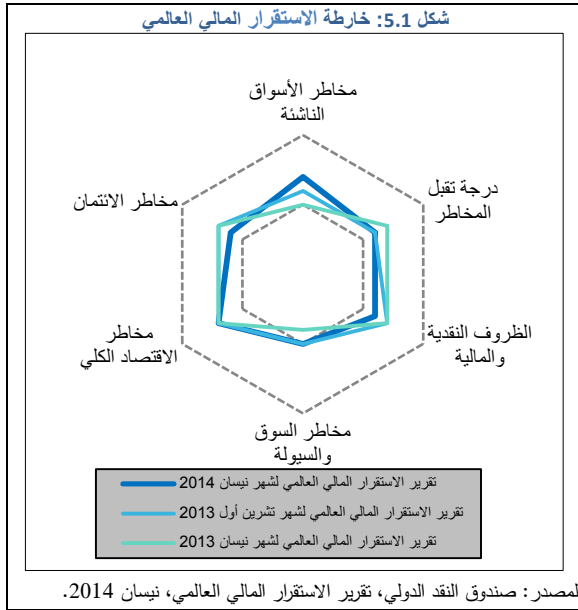 شكل 5.1: خارطة الاستقرار المالي العالمي
مخاطر الأسواق
الناشئة
درجة تقبل
المخاطر
مخاطر الائتمان
الظروف النقدية
والمالية
مخاطر
الاقتصاد الكلي
مخاطر السوق
والسيولة
تقرير الاستقرار المالي العالمي لشهر نيسان 2014
تقرير الاستقرار المالي العالمي لشهر تشرين أول 2013
تقرير الاستقرار المالي العالمي لشهر نيسان 2013
المصدر: صندوق النقد الدولي، تقرير الاستقرار المالي العالمي، نيسان 2014.